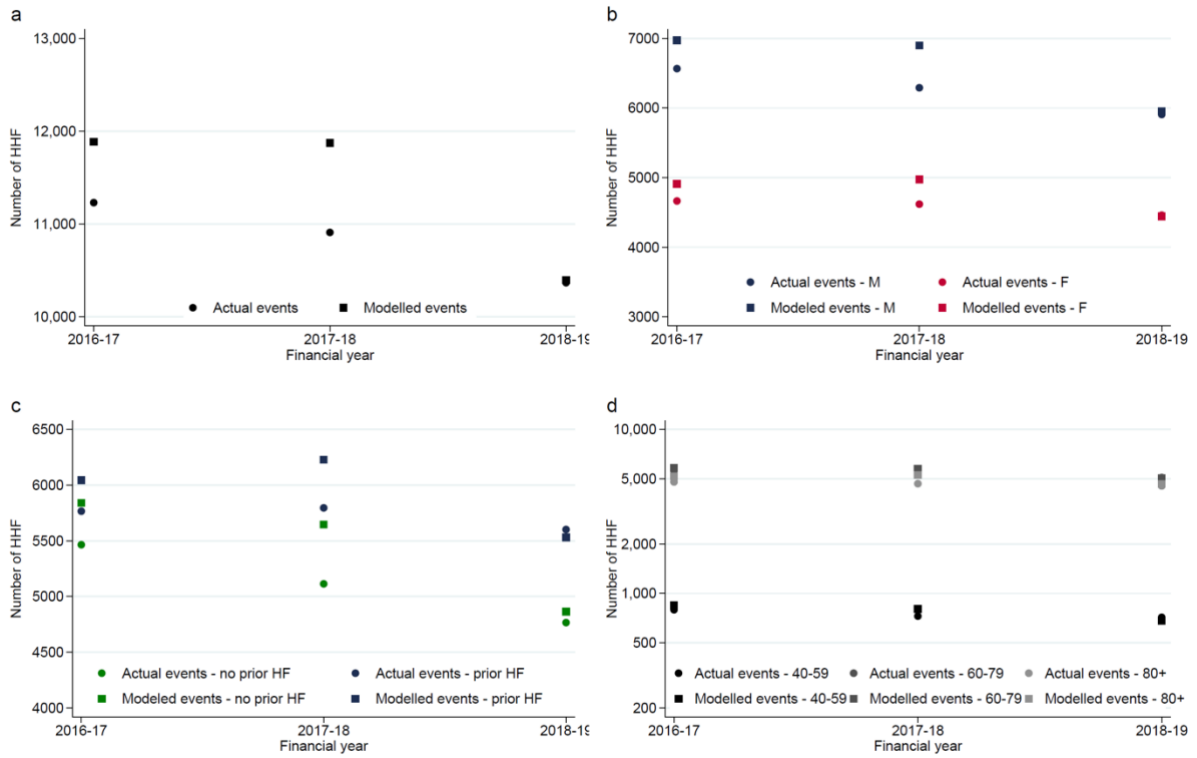 a
13,000
12,000
11,000
10,000
Number of HHF
Actual events
Modelled events
2016-17
2017-18
2018-19
Financial year
b
7000
6000
5000
4000
3000
Number of HHF
Actual events - M
Actual events - F
Modeled events - M
Modelled events - F
2016-17
2017-18
2018-19
Financial year
c
6500
6000
5500
5000
4500
4000
Number of HHF
Actual events - no prior HF
Actual events - prior HF
Modeled events - no prior HF
Modelled events - prior HF
2016-17
2017-18
2018-19
Financial year
d
10,000
5,000
2,000
1,000
500
200
Number of HHF
Actual events - 40-59
Actual events - 60-79
Actual events - 80+
Modelled events - 40-59
Modelled events - 60-79
Modelled events - 80+
2016-17
2017-18
2018-19
Financial year